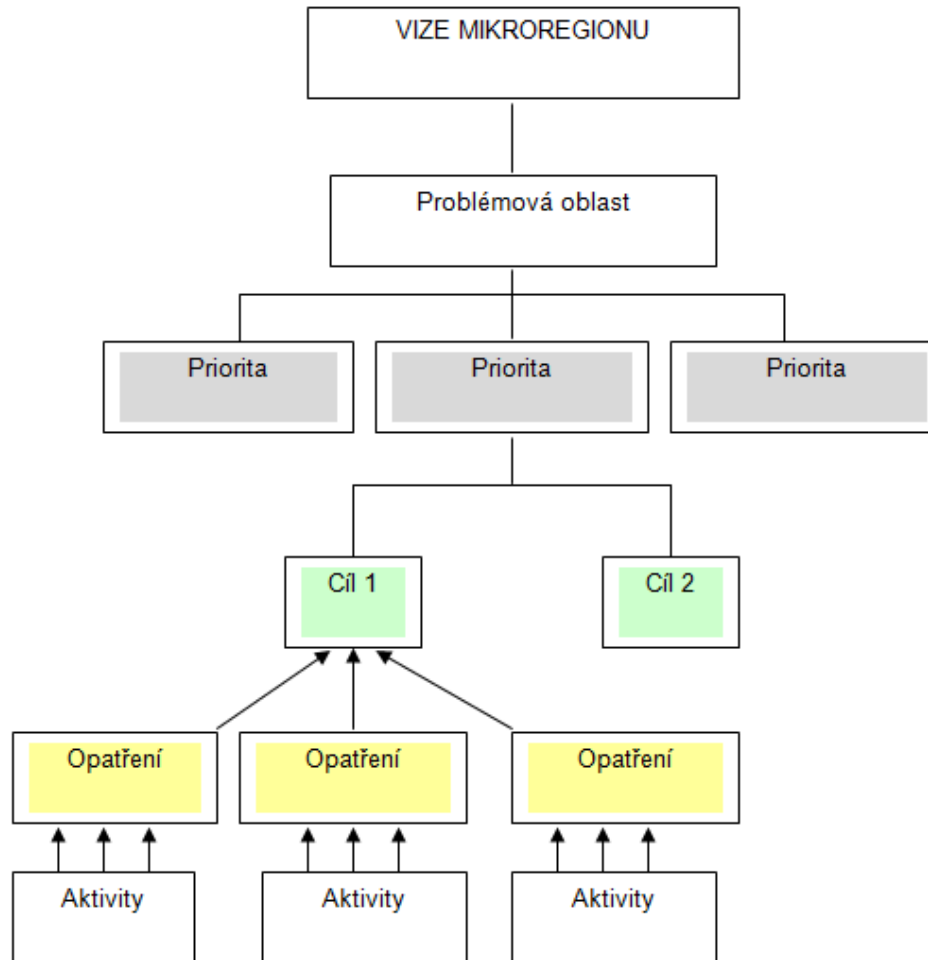 VIZE MIKROREGIONU
Problémová oblast
Priorita
Priorita
Priorita
Cíl 1
Cíl 2
Opatření
Opatření
Opatření
Aktivity
Aktivity
Aktivity